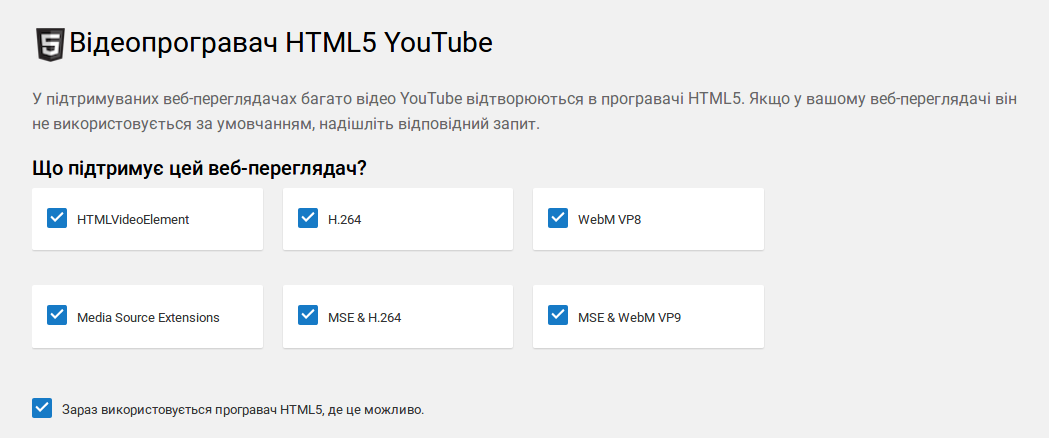 5 Відеопрогравач HTML5 YouTube
У підтримуваних веб-переглядачах багато відео YouTube відтворюються в програвачі HTML5. Якщо у вашому веб-переглядачі він
не використовується за умовчанням, надішліть відповідний запит.
Що підтримує цей веб-переглядач?
HTMLVideoElement H.264 WebM VP8
Media Source Extensions MSE & H.264 MSE & WebM VP9
Зараз використовується програвач HTML5, де це можливо.